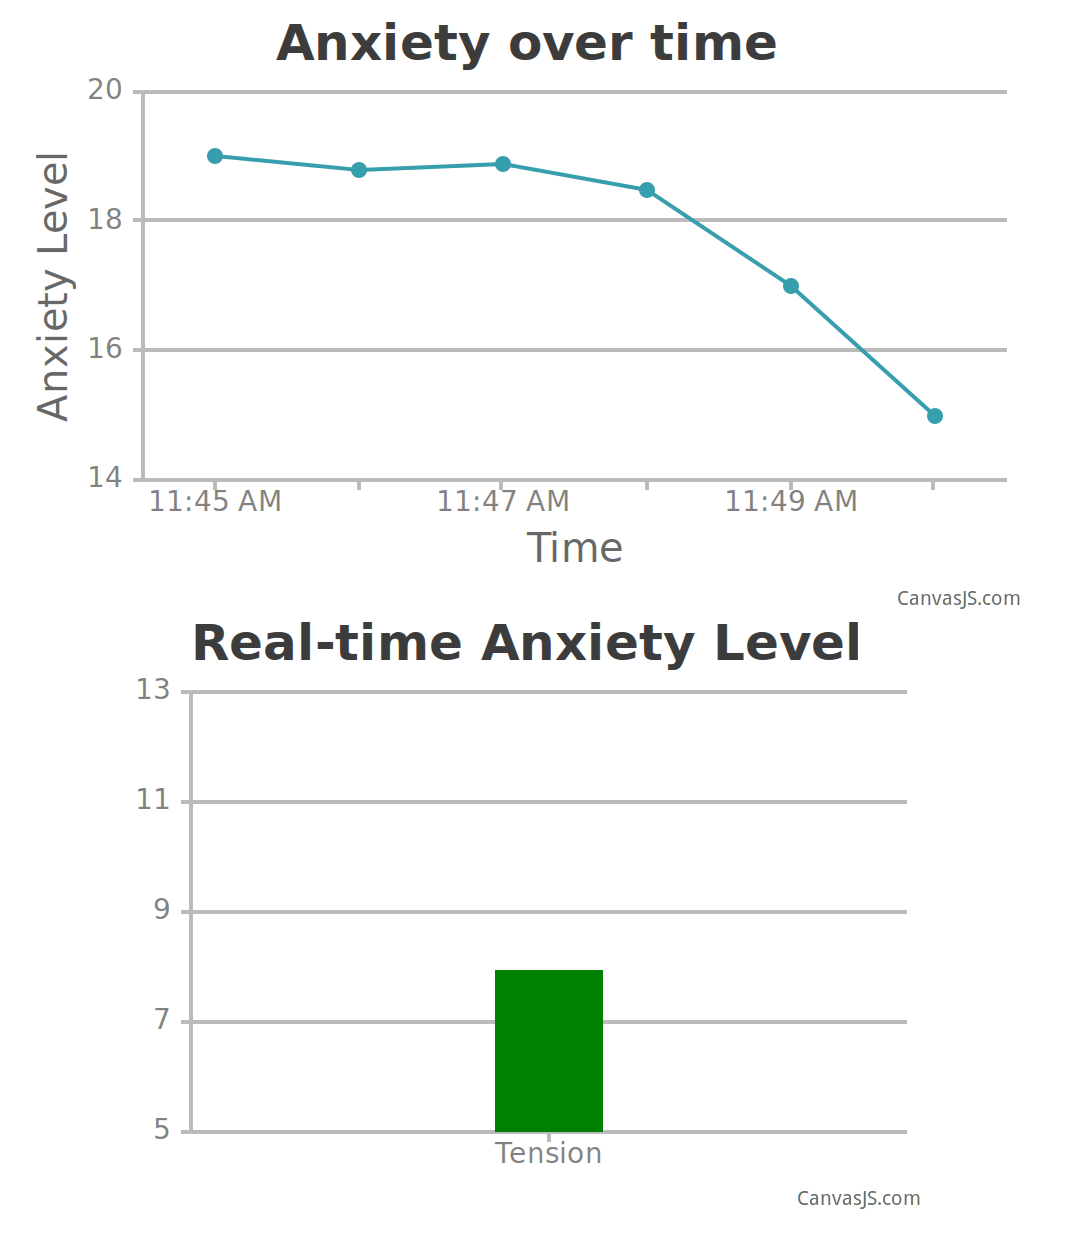 Anxiety over time
20
18
16
14
Anxiety Level
11:45 AM 11:47 AM 11:49 AM
Time
CanvasJS.com
Real-time Anxiety Level
13
11
9
7
5
Tension
CanvasJS.com